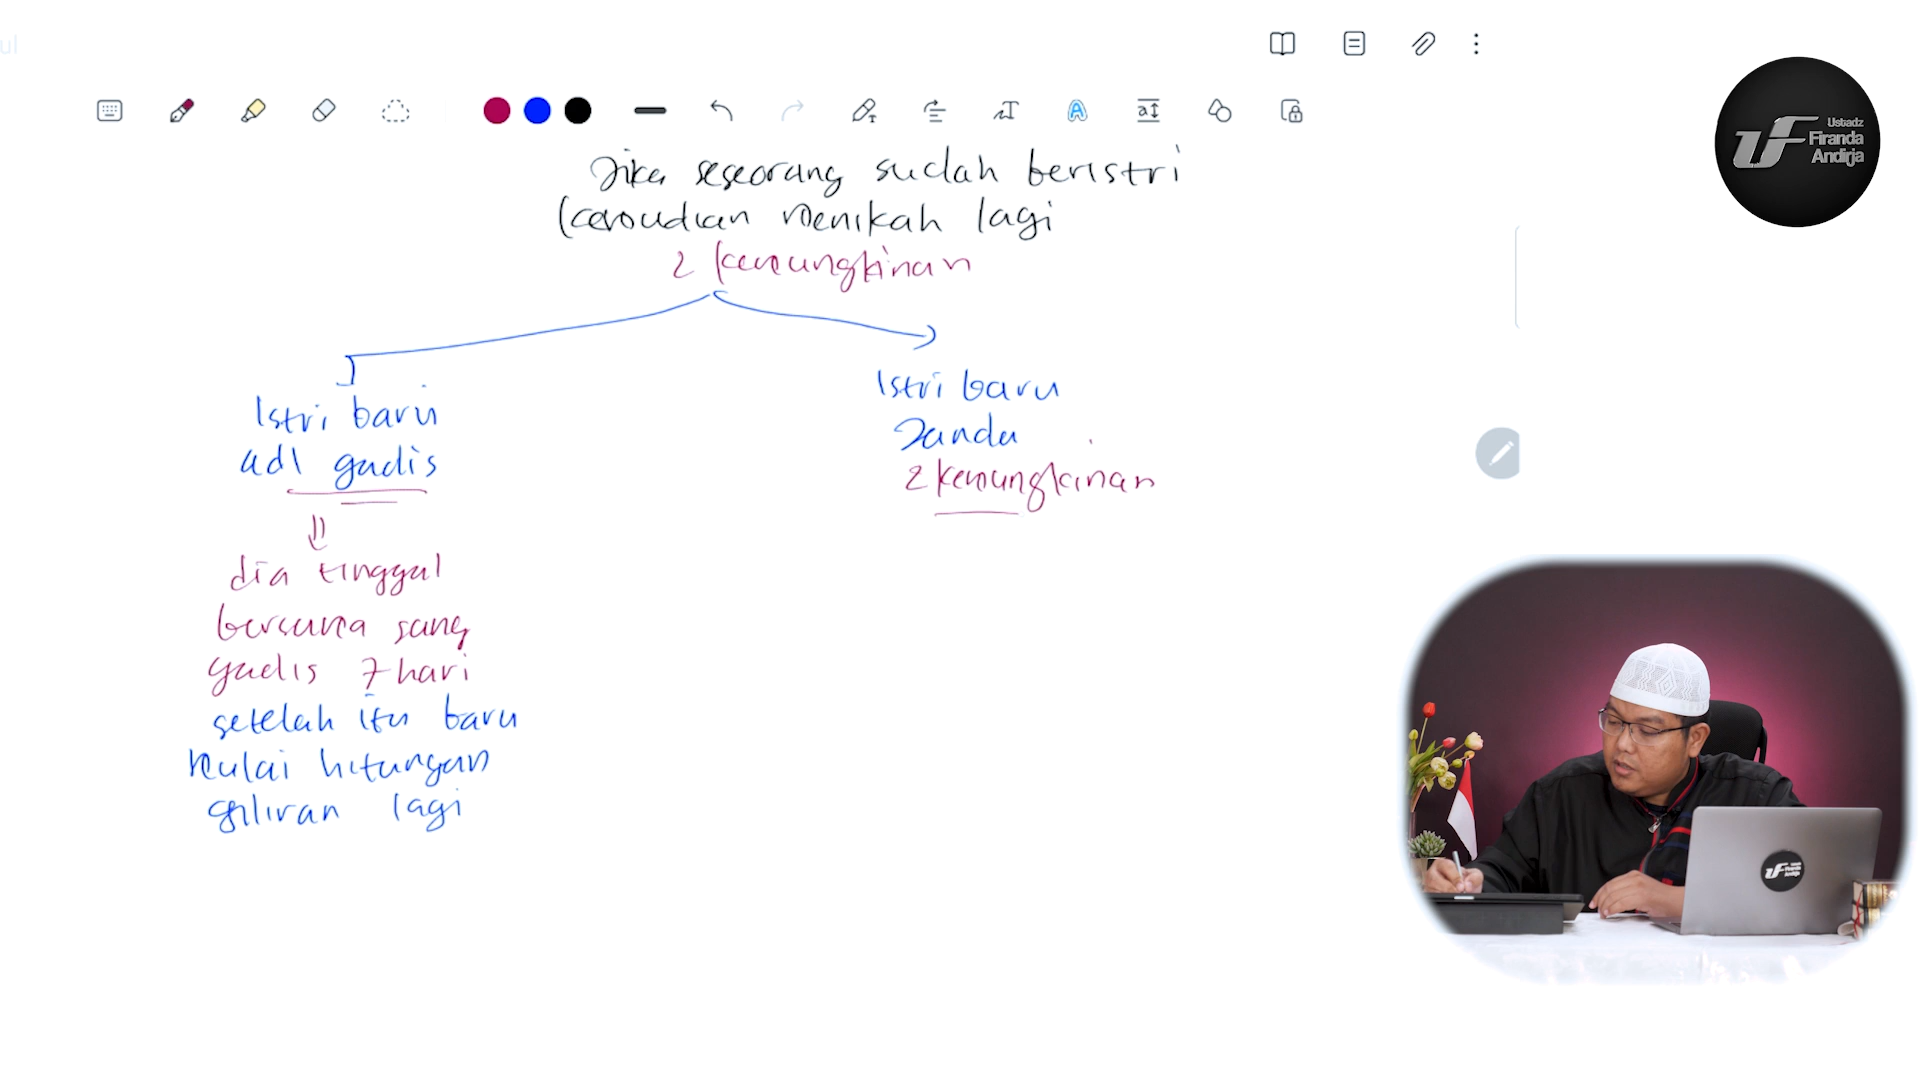 ul
Ustadz
Firanda
Andirja
Jika seseorang sudah beristri
kemudian menikah lagi
2 kemungkinan
Istri baru
adl gadis
dia tinggal
bersama sang
gadis 7 hari
setelah itu baru
mulai hitungan
giliran lagi
Istri baru
Janda
2 kemungkinan